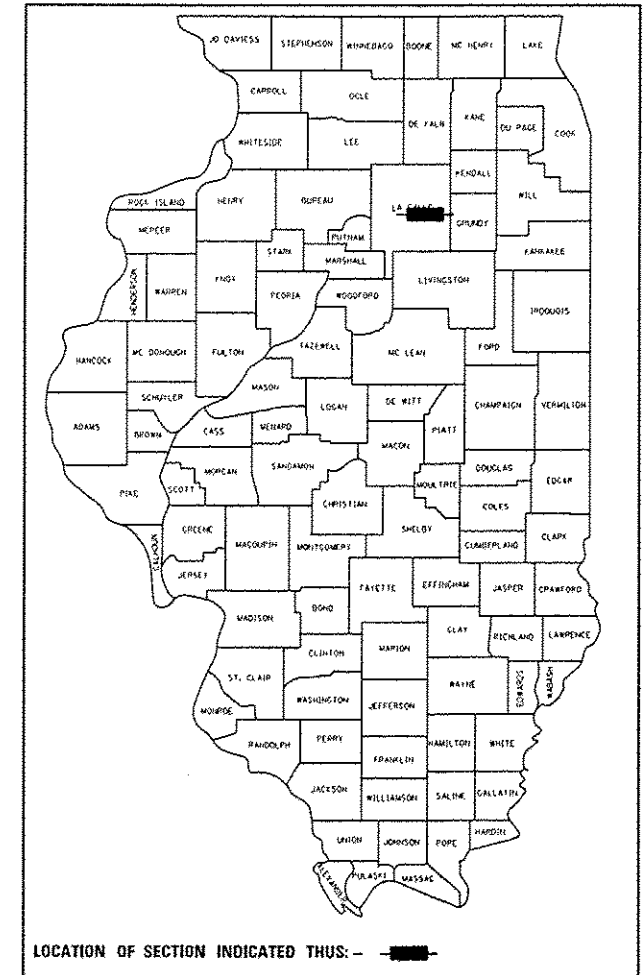 JO DAVIESS STEPHENSON WINNEBAGO BOONE MC HENRY LAKE
CARROLL OGLE DE KALB KANE DU PAGE COOK
WHITESIDE LEE KENDALL WILL
ROCK ISLAND HENRY BUREAU LA SALLE GRUNDY
MERCER PUTNAM KANKAKEE
STARK MARSHALL
HENDERSON WARREN KNOX PEORIA WOODFORD LIVINGSTON IROQUOIS
HANCOCK MC DONOUGH FULTON TAZEWELL MC LEAN FORD
SCHUYLER MASON LOGAN DE WITT CHAMPAIGN VERMILION
ADAMS BROWN CASS MENARD MACON PIATT
PIKE SCOTT MORGAN SANGAMON MOULTRIE DOUGLAS EDGAR
CHRISTIAN COLES
GREENE MACOUPIN MONTGOMERY SHELBY CUMBERLAND CLARK
CALHOUN JERSEY FAYETTE EFFINGHAM JASPER CRAWFORD
MADISON BOND CLAY RICHLAND LAWRENCE
CLINTON MARION
ST. CLAIR WASHINGTON WAYNE EDWARDS WABASH
MONROE JEFFERSON
RANDOLPH PERRY HAMILTON WHITE
FRANKLIN
JACKSON WILLIAMSON SALINE GALLATIN
UNION JOHNSON POPE HARDIN
ALEXANDER PULASKI MASSAC
LOCATION OF SECTION INDICATED THUS: -